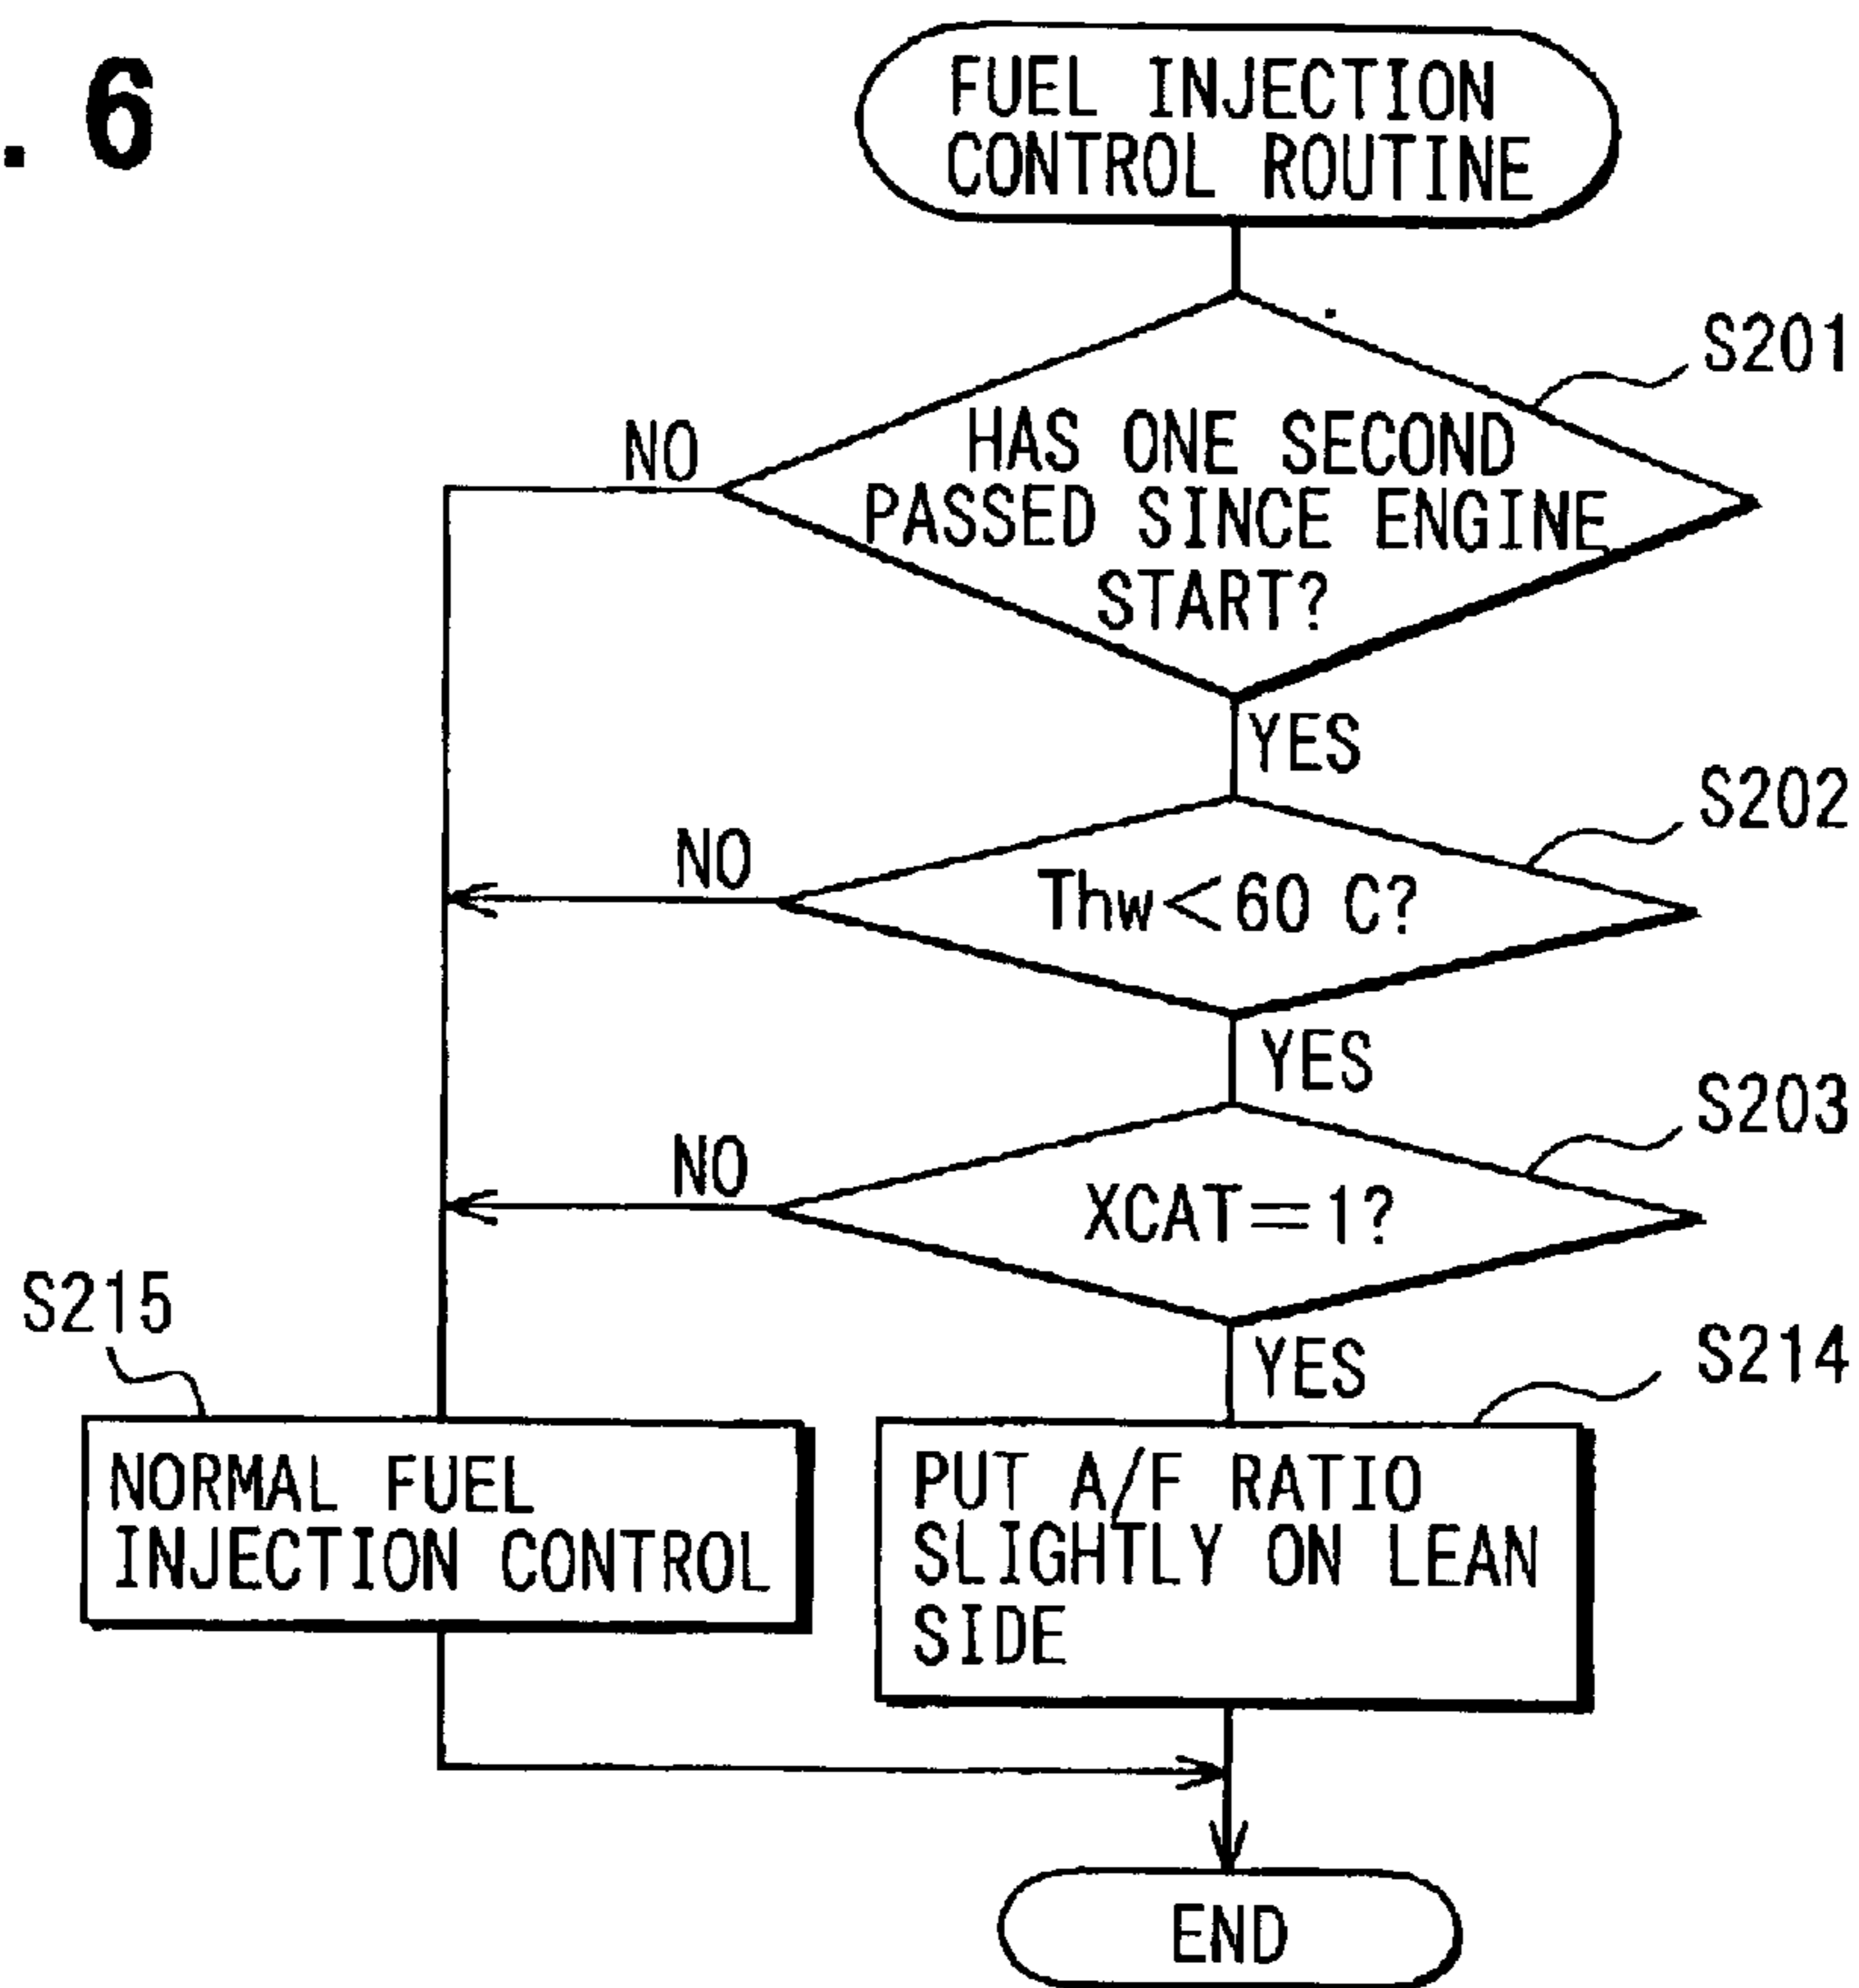 . 6
FUEL INJECTION
CONTROL ROUTINE
S201
HAS ONE SECOND
PASSED SINCE ENGINE
START?
NO
YES
S202
Thw<60 C?
NO
YES
S203
XCAT=1?
NO
YES
S215
NORMAL FUEL
INJECTION CONTROL
S214
PUT A/F RATIO
SLIGHTLY ON LEAN
SIDE
END